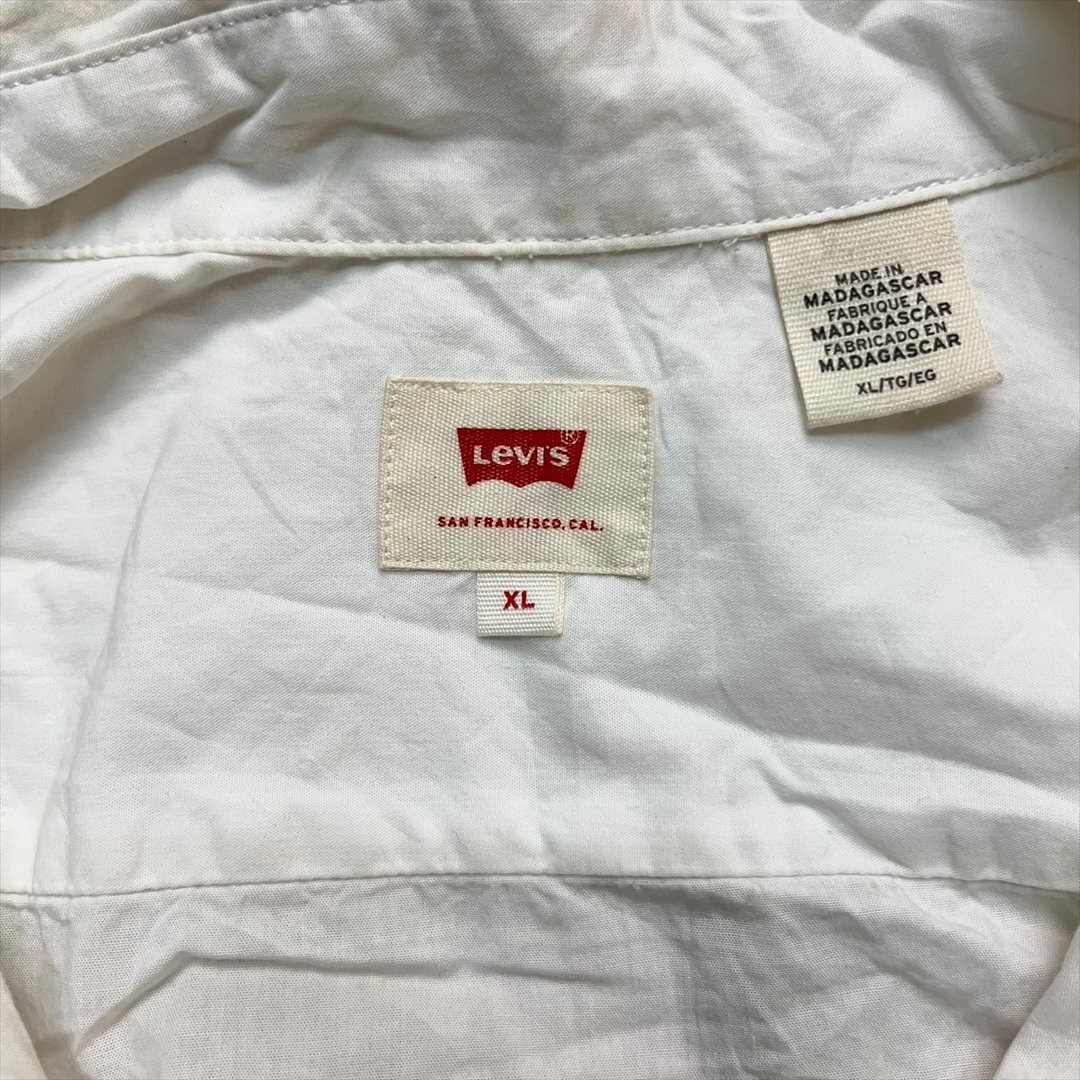 MADE IN
MADAGASCAR
FABRIQUE A
MADAGASCAR
FABRICADO EN
MADAGASCAR
XL/TG/EG
LEVI'S®
SAN FRANCISCO, CAL.
XL